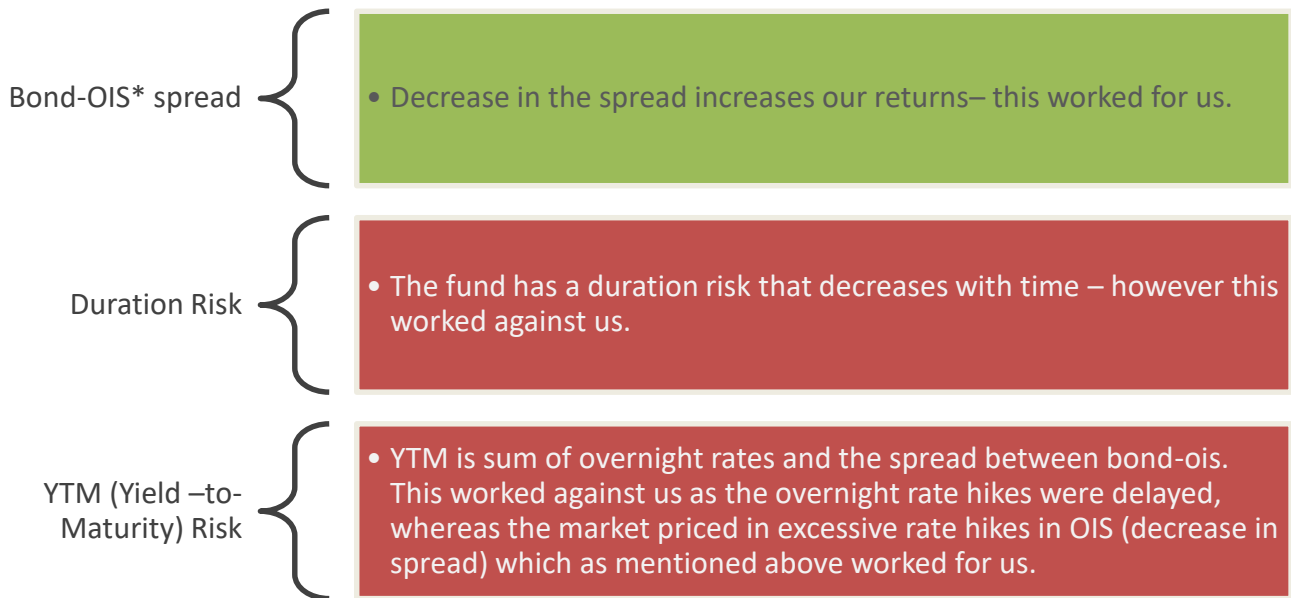 Bond-OIS* spread
• Decrease in the spread increases our returns– this worked for us.
Duration Risk
• The fund has a duration risk that decreases with time – however this
worked against us.
YTM (Yield –to-
Maturity) Risk
• YTM is sum of overnight rates and the spread between bond-ois.
This worked against us as the overnight rate hikes were delayed,
whereas the market priced in excessive rate hikes in OIS (decrease in
spread) which as mentioned above worked for us.